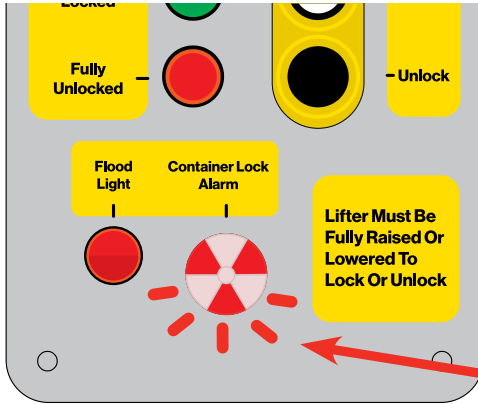 Locked
Fully
Unlocked
Unlock
Flood
Light
Container Lock
Alarm
Lifter Must Be
Fully Raised Or
Lowered To
Lock Or Unlock